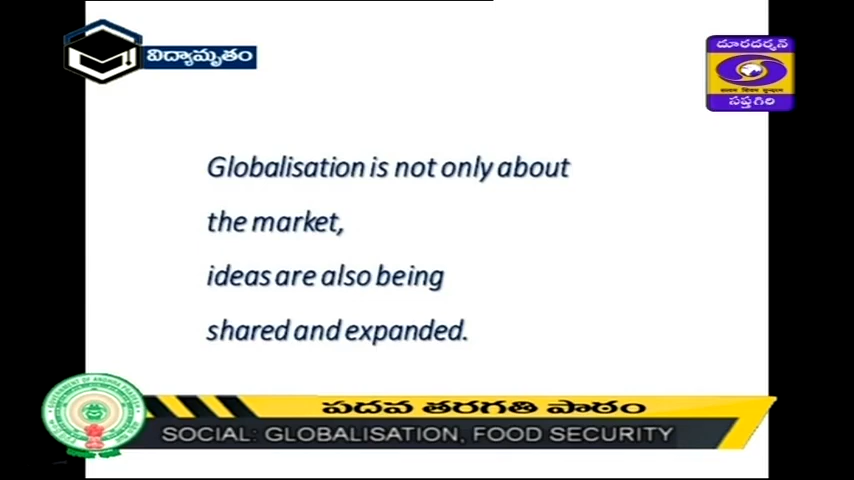 విద్యామృతం
దూరదర్శన్
సప్తగిరి
Globalisation is not only about
the market,
ideas are also being
shared and expanded.
పదవ తరగతి పాఠం
SOCIAL: GLOBALISATION, FOOD SECURITY